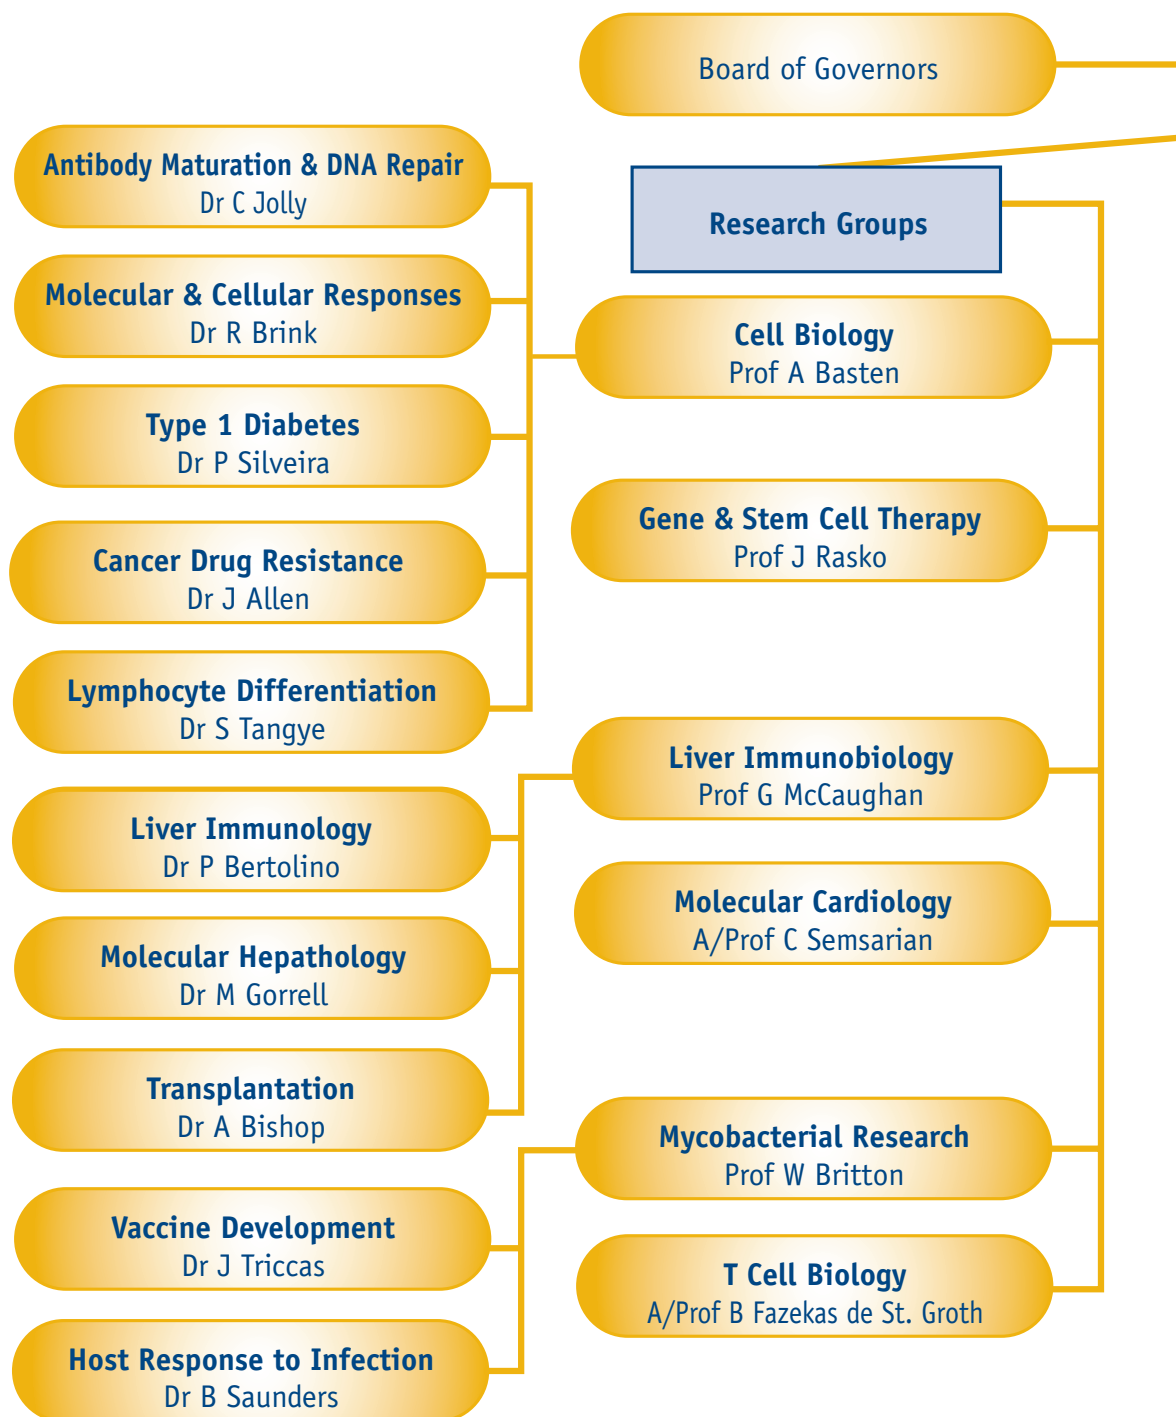 Board of Governors
Antibody Maturation & DNA Repair
Dr C Jolly
Research Groups
Molecular & Cellular Responses
Dr R Brink
Cell Biology
Prof A Basten
Type 1 Diabetes
Dr P Silveira
Gene & Stem Cell Therapy
Prof J Rasko
Cancer Drug Resistance
Dr J Allen
Lymphocyte Differentiation
Dr S Tangye
Liver Immunobiology
Prof G McCaughan
Liver Immunology
Dr P Bertolino
Molecular Cardiology
A/Prof C Semsarian
Molecular Hepathology
Dr M Gorrell
Transplantation
Dr A Bishop
Mycobacterial Research
Prof W Britton
Vaccine Development
Dr J Triccas
T Cell Biology
A/Prof B Fazekas de St. Groth
Host Response to Infection
Dr B Saunders